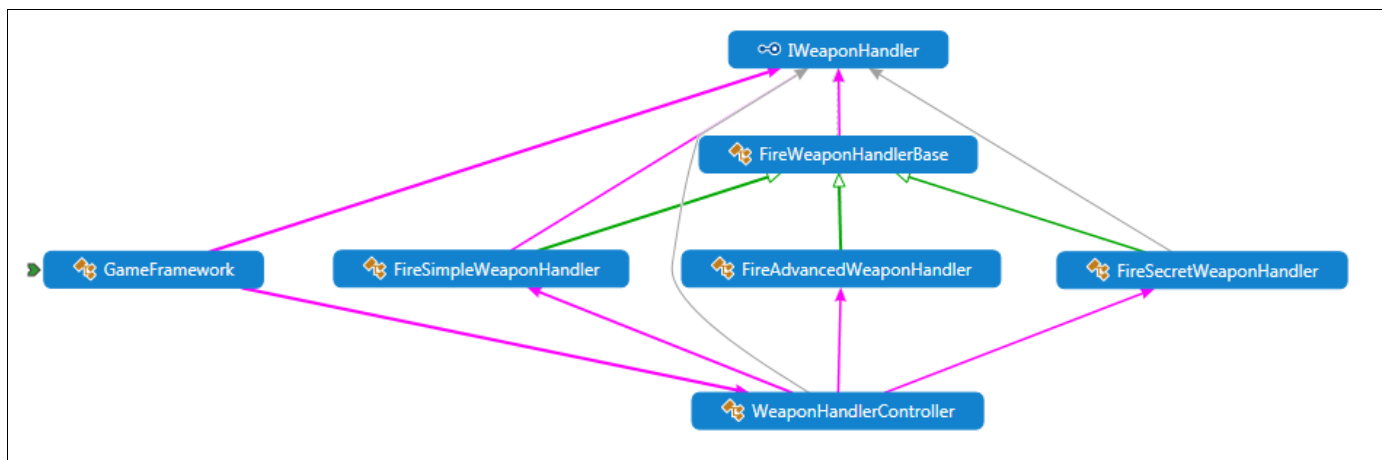 IWeaponHandler
FireWeaponHandlerBase
GameFramework
FireSimpleWeaponHandler
FireAdvancedWeaponHandler
FireSecretWeaponHandler
WeaponHandlerController